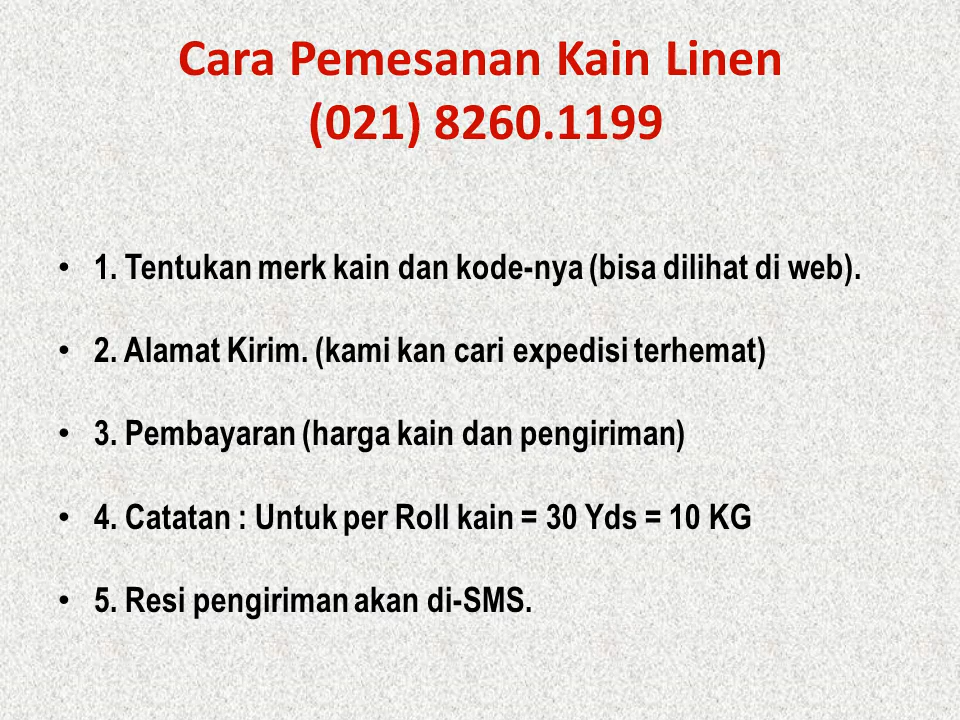 Cara Pemesanan Kain Linen
(021) 8260.1199
• 1. Tentukan merk kain dan kode-nya (bisa dilihat di web).
• 2. Alamat Kirim. (kami kan cari expedisi terhemat)
• 3. Pembayaran (harga kain dan pengiriman)
• 4. Catatan : Untuk per Roll kain = 30 Yds = 10 KG
• 5. Resi pengiriman akan di-SMS.